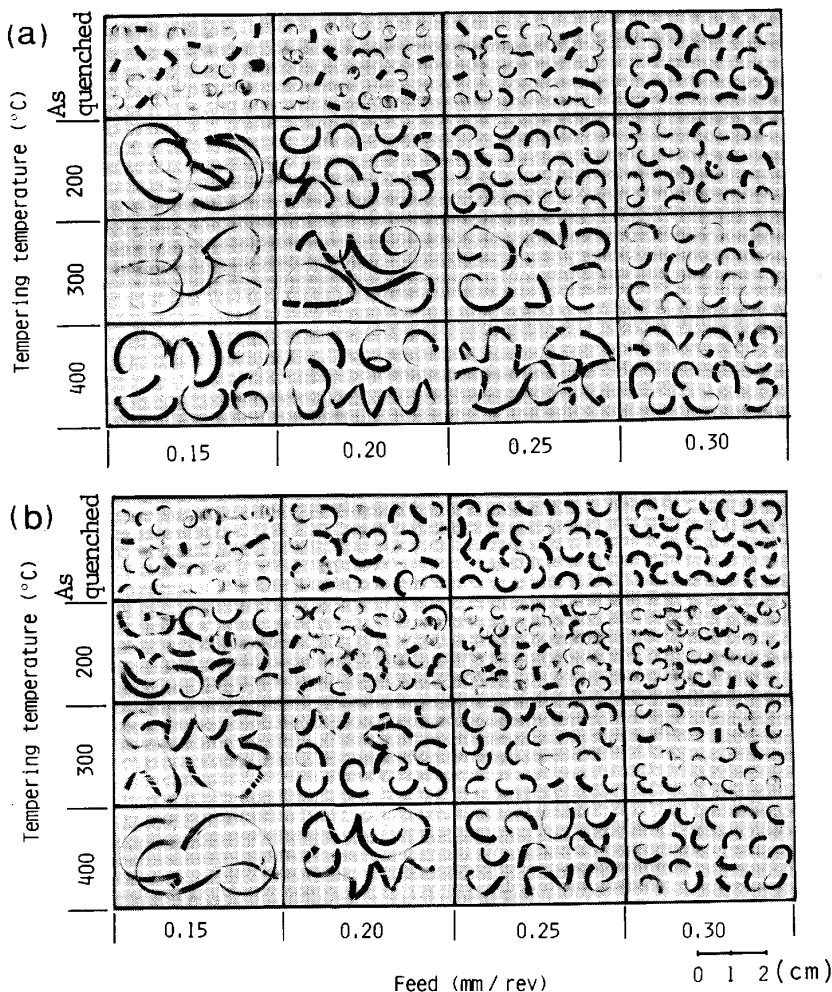 (a)
Tempering temperature (°C)
As quenched
200
300
400
0.15 0.20 0.25 0.30
(b)
Tempering temperature (°C)
As quenched
200
300
400
0.15 0.20 0.25 0.30
Feed (mm/rev)
0 1 2 (cm)